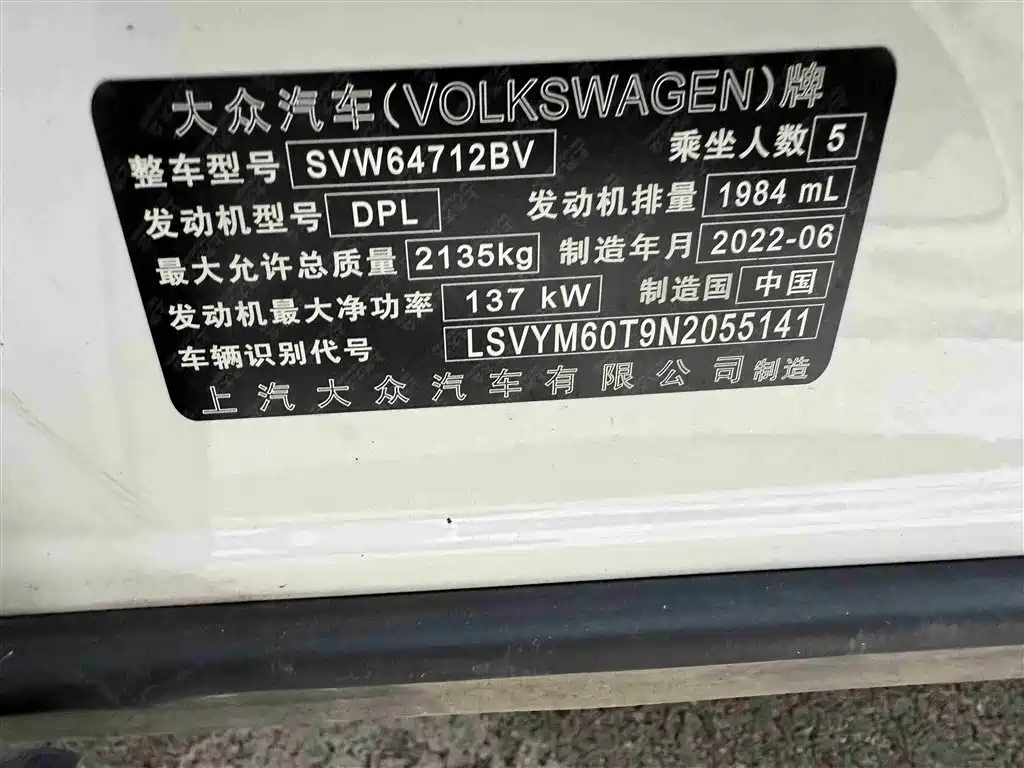 大众汽车(VOLKSWAGEN)牌
整车型号 SVW64712BV 乘坐人数 5
发动机型号 DPL 发动机排量 1984 mL
最大允许总质量 2135kg 制造年月 2022-06
发动机最大净功率 137 kW 制造国 中国
车辆识别代号 LSVYM60T9N2055141
上汽大众汽车有限公司制造